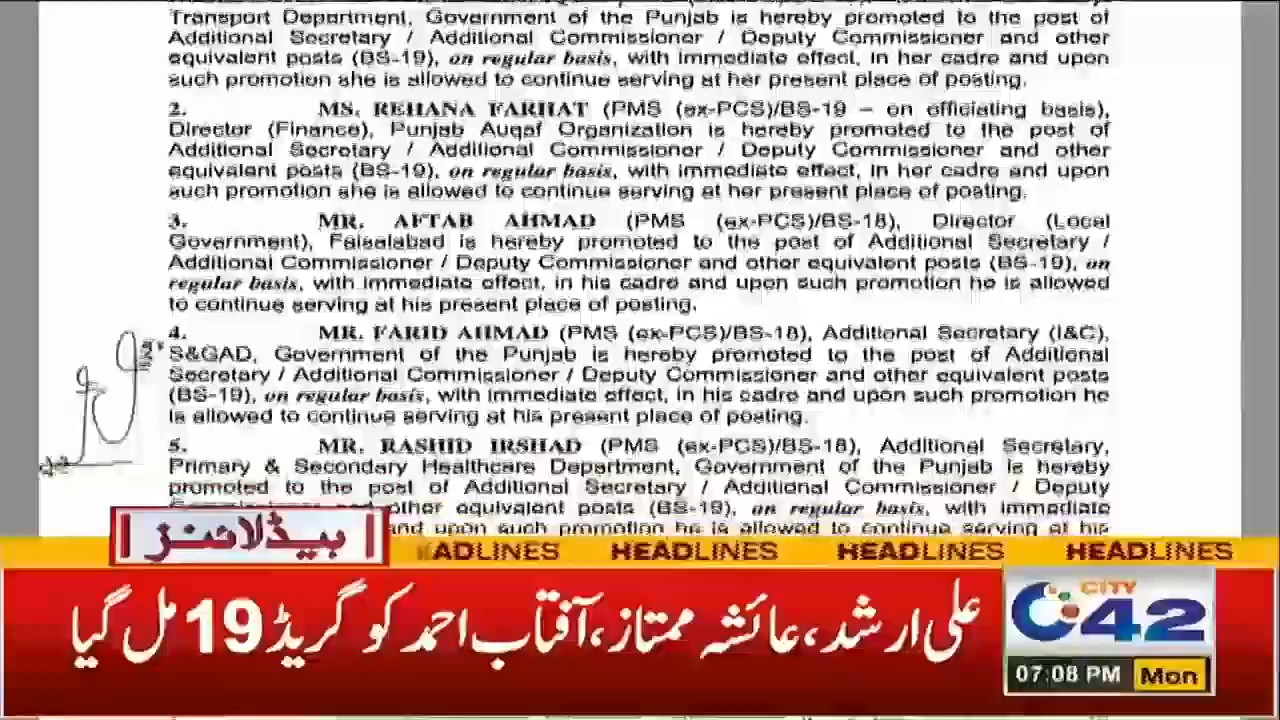 Transport Department, Government of the Punjab is hereby promoted to the post of
Additional Secretary / Additional Commissioner / Deputy Commissioner and other
equivalent posts (BS-19), on regular basis, with immediate effect, in her cadre and upon
such promotion she is allowed to continue serving at her present place of posting.
2. MS. REHANA FARHAT (PMS (ex-PCS)/BS-19 – on officiating basis),
Director (Finance), Punjab Auqaf Organization is hereby promoted to the post of
Additional Secretary / Additional Commissioner / Deputy Commissioner and other
equivalent posts (BS-19), on regular basis, with immediate effect, in her cadre and upon
such promotion she is allowed to continue serving at her present place of posting.
3. MR. AFTAB AHMAD (PMS (ex-PCS)/BS-18), Director (Local
Government), Faisalabad is hereby promoted to the post of Additional Secretary /
Additional Commissioner / Deputy Commissioner and other equivalent posts (BS-19), on
regular basis, with immediate effect, in his cadre and upon such promotion he is allowed
to continue serving at his present place of posting.
4. MR. FARID AHMAD (PMS (ex-PCS)/BS-18), Additional Secretary (I&C),
S&GAD, Government of the Punjab is hereby promoted to the post of Additional
Secretary / Additional Commissioner / Deputy Commissioner and other equivalent posts
(BS-19), on regular basis, with immediate effect, in his cadre and upon such promotion he
is allowed to continue serving at his present place of posting.
5. MR. RASHID IRSHAD (PMS (ex-PCS)/BS-18), Additional Secretary,
Primary & Secondary Healthcare Department, Government of the Punjab is hereby
promoted to the post of Additional Secretary / Additional Commissioner / Deputy
other equivalent posts (BS-19), on regular basis, with immediate
and upon such promotion he is allowed to continue serving at his
ہیڈلائنز
HEADLINES HEADLINES HEADLINES HEADLINES
علی ارشد، عائشہ ممتاز، آفتاب احمد کو گریڈ 19 مل گیا
CITY
42
07:08 PM Mon